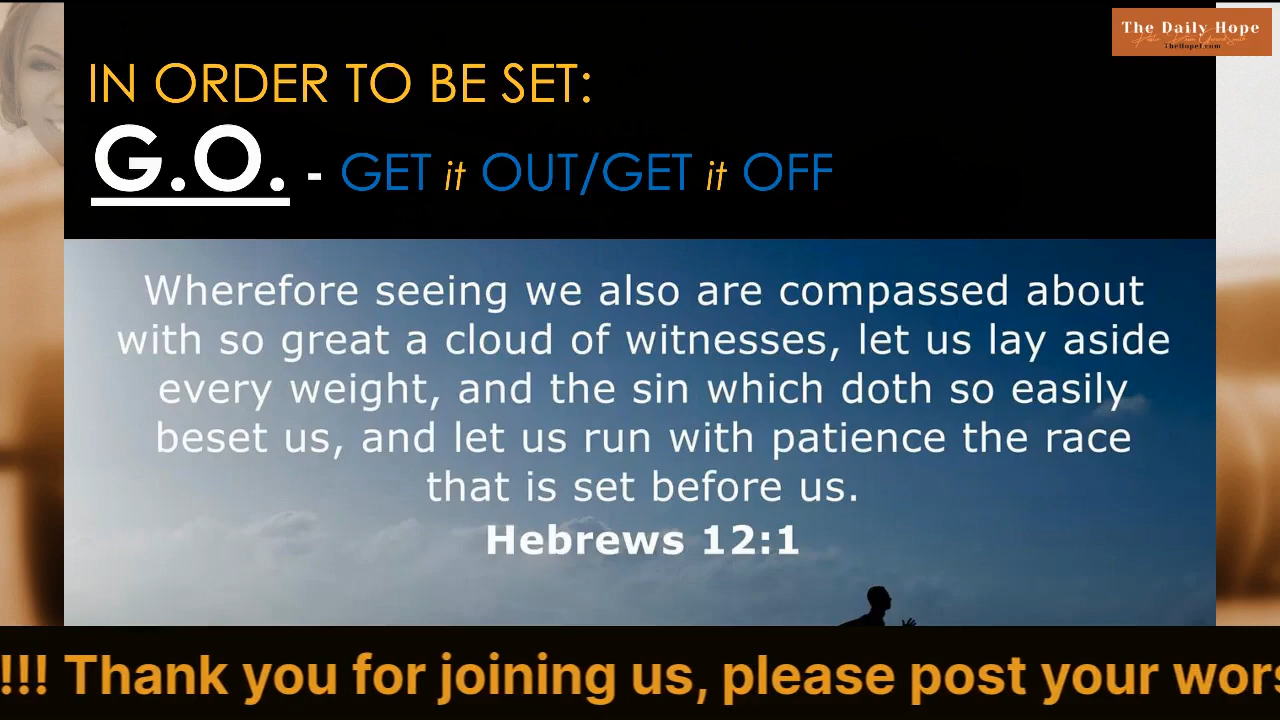 The Daily Hope
TheHope1.com
IN ORDER TO BE SET:
G.O. - GET it OUT/GET it OFF
Wherefore seeing we also are compassed about
with so great a cloud of witnesses, let us lay aside
every weight, and the sin which doth so easily
beset us, and let us run with patience the race
that is set before us.
Hebrews 12:1
!!! Thank you for joining us, please post your wors